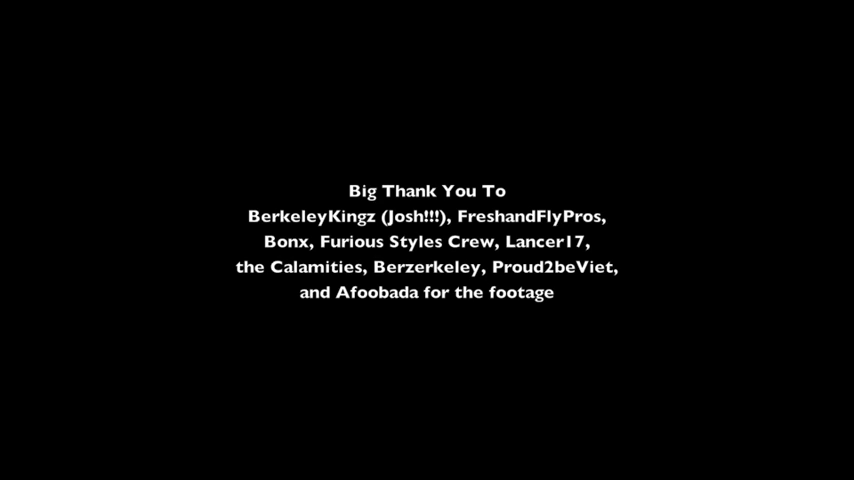 Big Thank You To
BerkeleyKingz (Josh!!!), FreshandFlyPros,
Bonx, Furious Styles Crew, Lancer17,
the Calamities, Berzerkeley, Proud2beViet,
and Afoobada for the footage